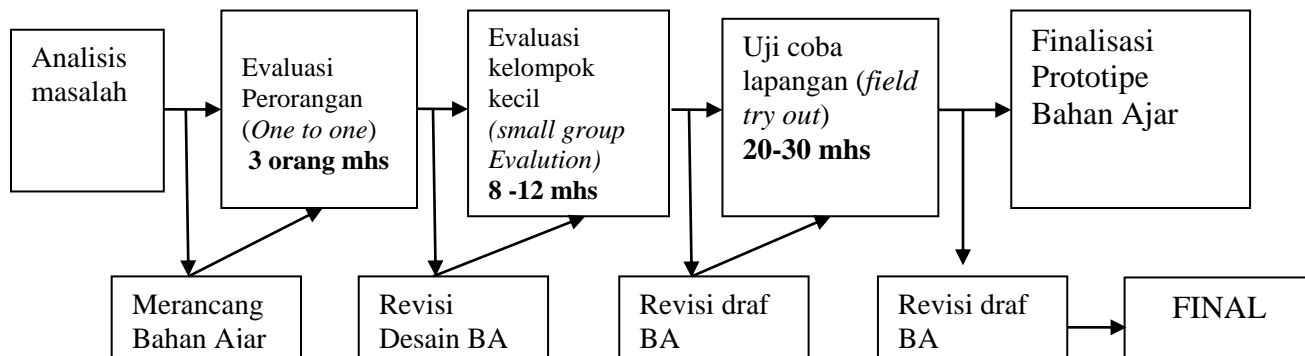 Analisis
masalah
Evaluasi
Perorangan
(One to one)
3 orang mhs
Evaluasi
kelompok
kecil
(small group
Evalution)
8 -12 mhs
Uji coba
lapangan (field
try out)
20-30 mhs
Finalisasi
Prototipe
Bahan Ajar
Merancang
Bahan Ajar
Revisi
Desain BA
Revisi draf
BA
Revisi draf
BA
FINAL